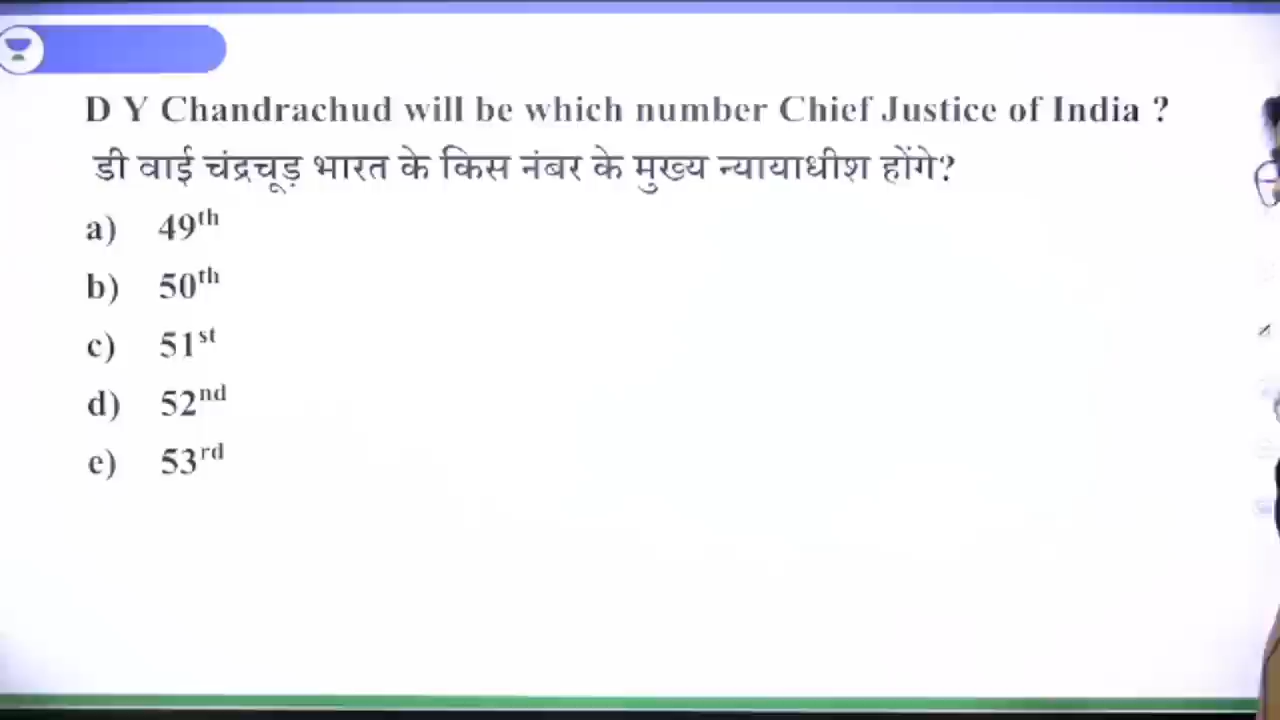 D Y Chandrachud will be which number Chief Justice of India ?
डी वाई चंद्रचूड़ भारत के किस नंबर के मुख्य न्यायाधीश होंगे?
a) 49th
b) 50th
c) 51st
d) 52nd
e) 53rd